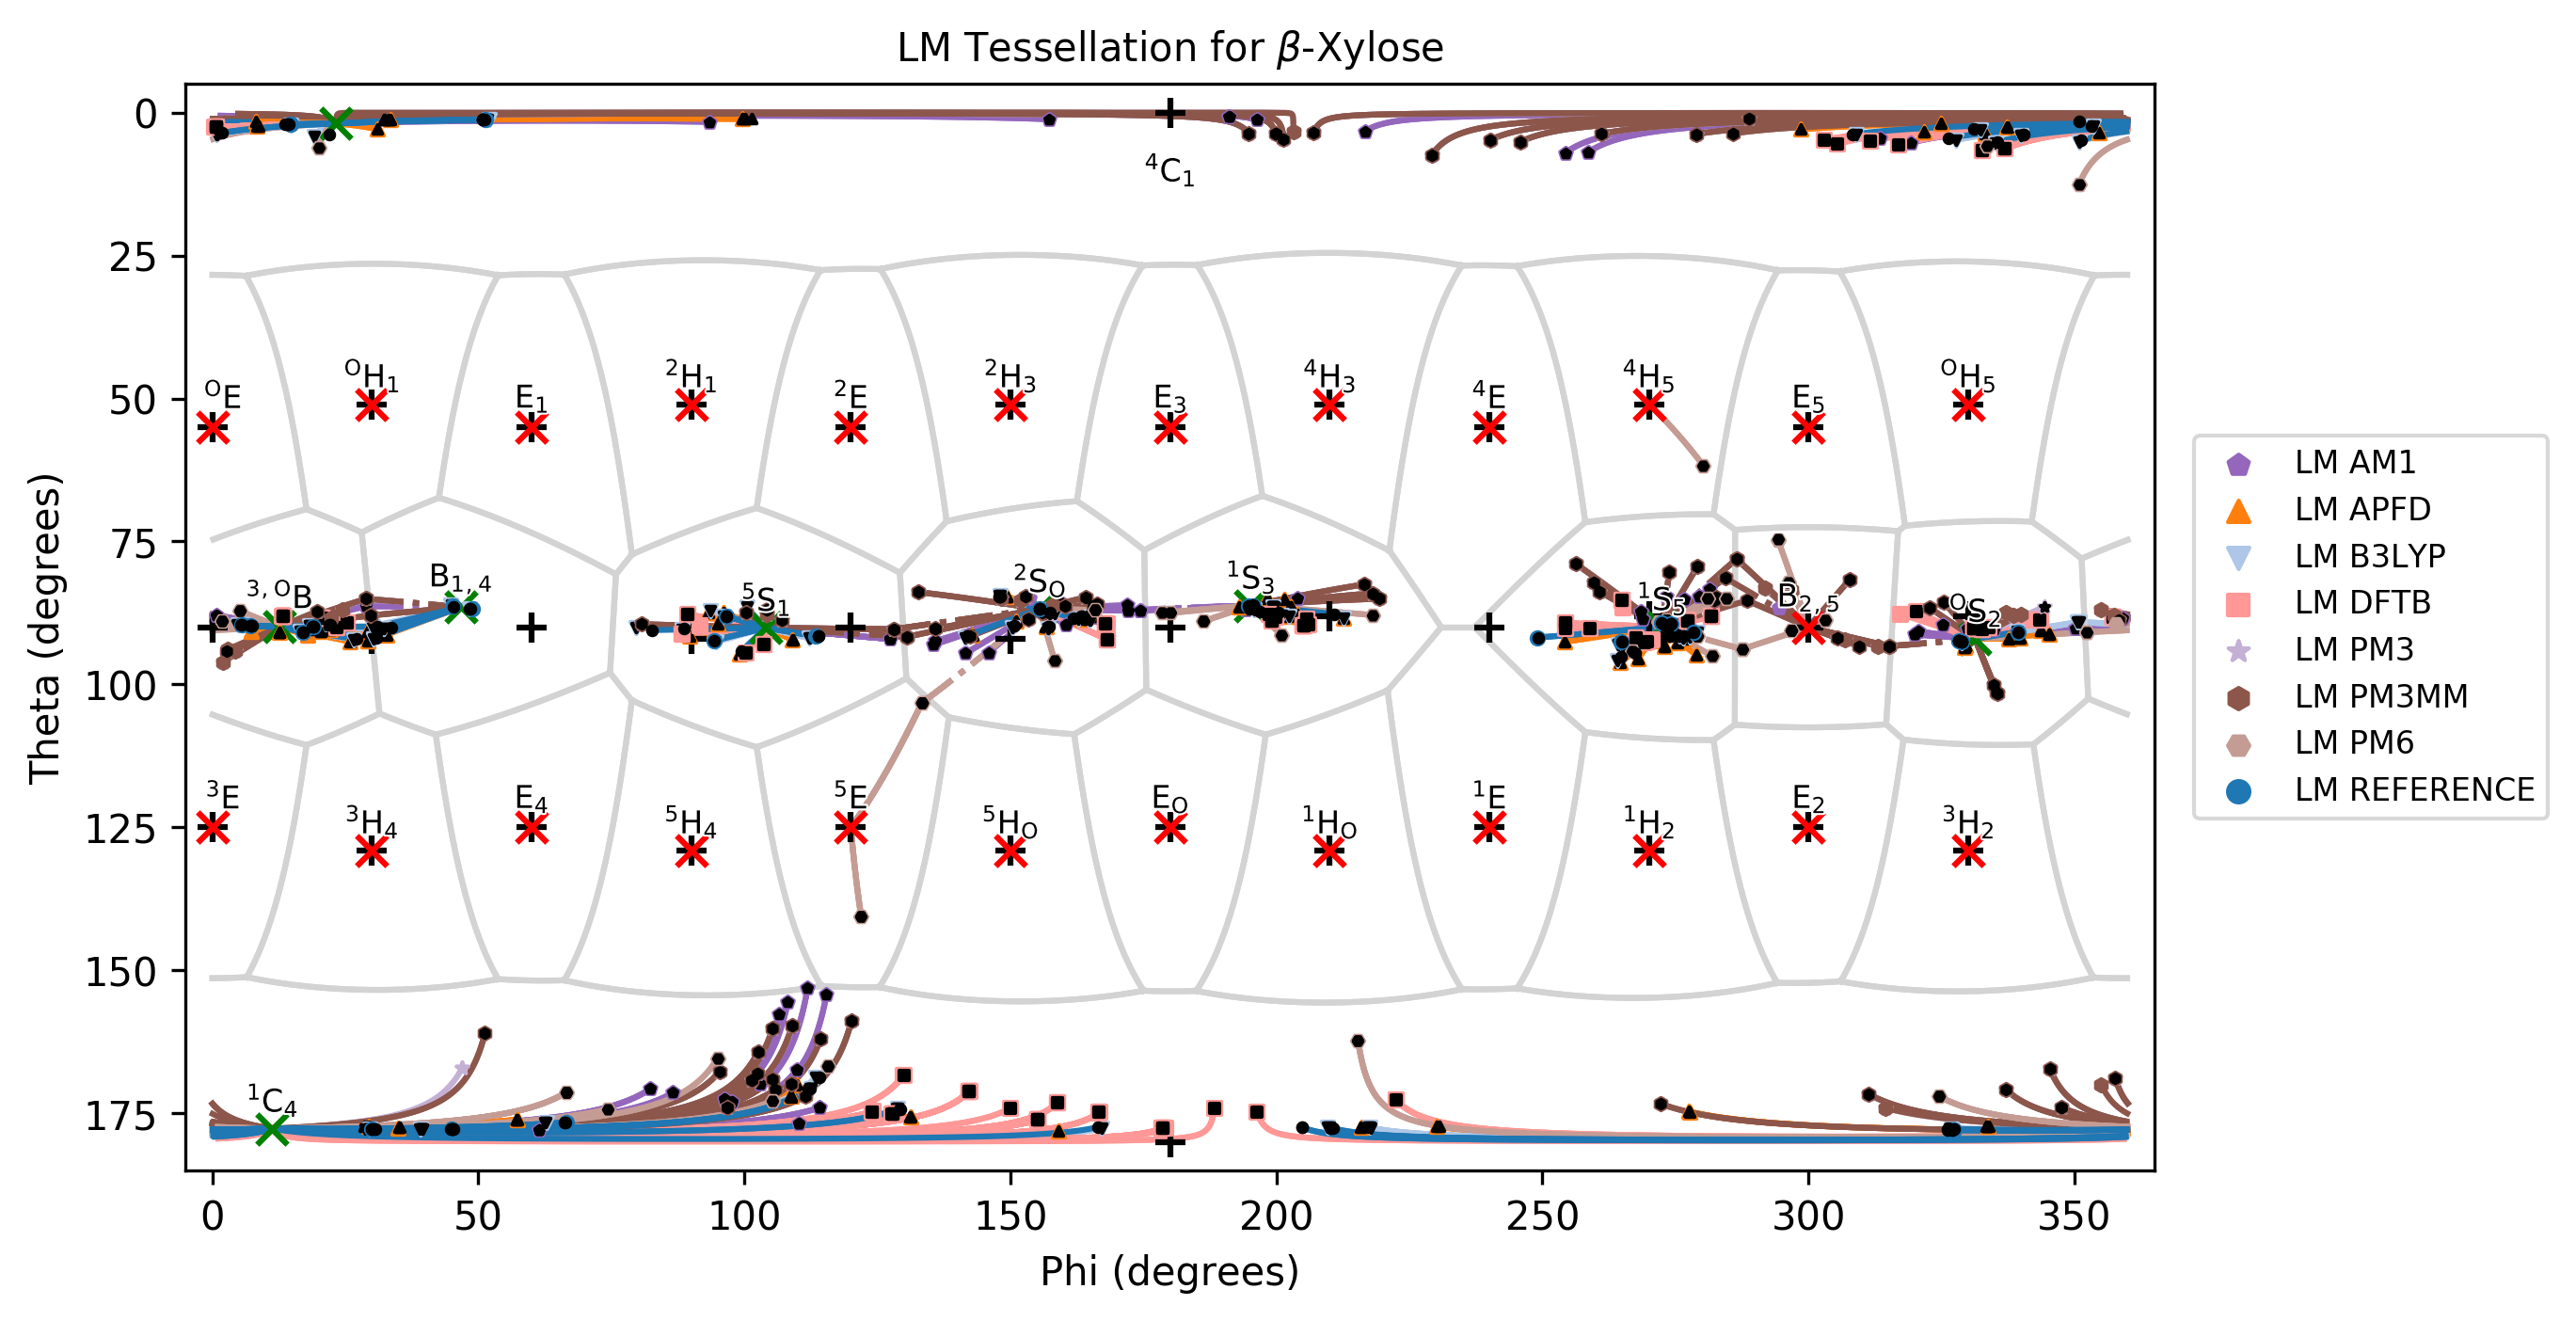 LM Tessellation for β-Xylose
Theta (degrees)
0
25
50
75
100
125
150
175
⁴C₁
ᴼE
ᴼH₁
E₁
²H₁
²E
²H₃
E₃
⁴H₃
⁴E
⁴H₅
E₅
ᴼH₅
³,ᴼB
B₁,₄
⁵S₁
²Sₒ
¹S₃
¹S₅
B₂,₅
ᴼS₂
³E
³H₄
E₄
⁵H₄
⁵E
⁵Hₒ
Eₒ
¹Hₒ
¹E
¹H₂
E₂
³H₂
¹C₄
0
50
100
150
200
250
300
350
Phi (degrees)
LM AM1
LM APFD
LM B3LYP
LM DFTB
LM PM3
LM PM3MM
LM PM6
LM REFERENCE